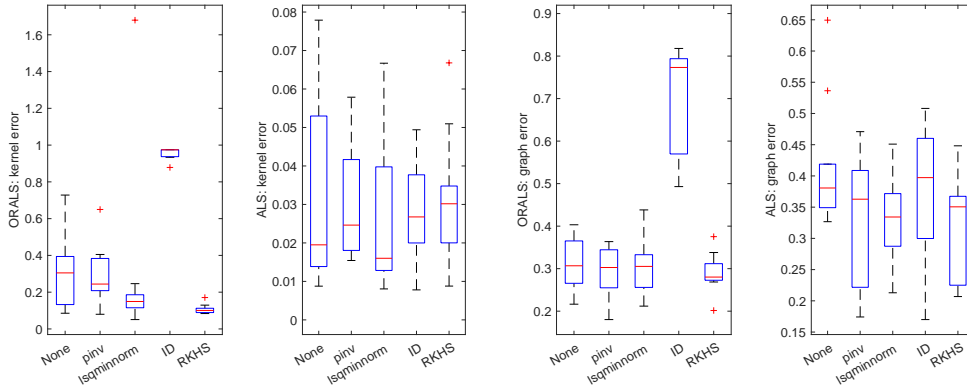 ORALS: kernel error
1.6
1.4
1.2
1
0.8
0.6
0.4
0.2
0
None
pinv
lsqminnorm
ID
RKHS
ALS: kernel error
0.08
0.07
0.06
0.05
0.04
0.03
0.02
0.01
0
None
pinv
lsqminnorm
ID
RKHS
ORALS: graph error
0.9
0.8
0.7
0.6
0.5
0.4
0.3
0.2
None
pinv
lsqminnorm
ID
RKHS
ALS: graph error
0.65
0.6
0.55
0.5
0.45
0.4
0.35
0.3
0.25
0.2
0.15
None
pinv
lsqminnorm
ID
RKHS